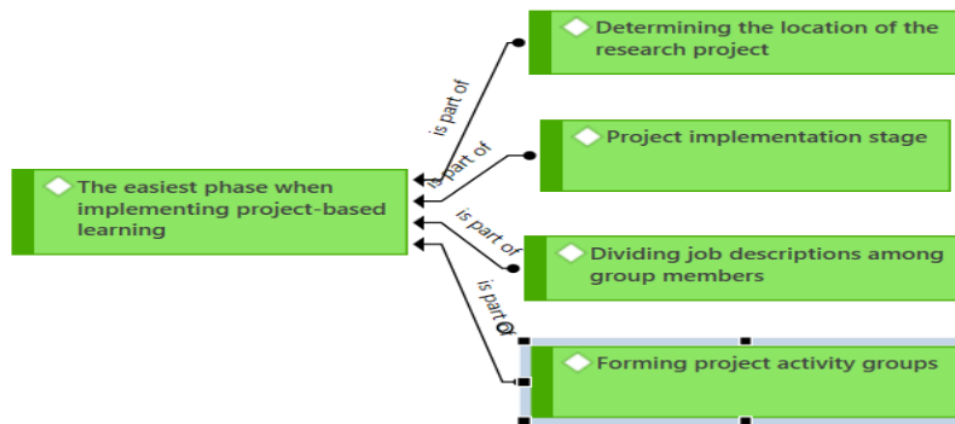 Determining the location of the
research project
is part of
Project implementation stage
is part of
The easiest phase when
implementing project-based
learning
is part of
Dividing job descriptions among
group members
is part of
Forming project activity groups